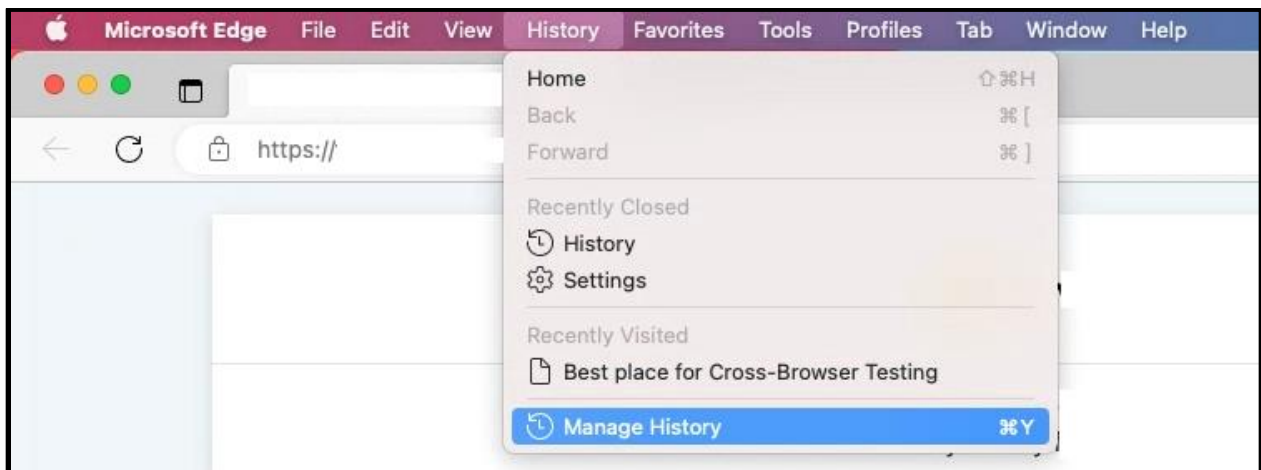 Microsoft Edge File Edit View History Favorites Tools Profiles Tab Window Help
Home ⇧⌘H
Back ⌘[
Forward ⌘]
https://
Recently Closed
History
Settings
Recently Visited
Best place for Cross-Browser Testing
Manage History ⌘Y